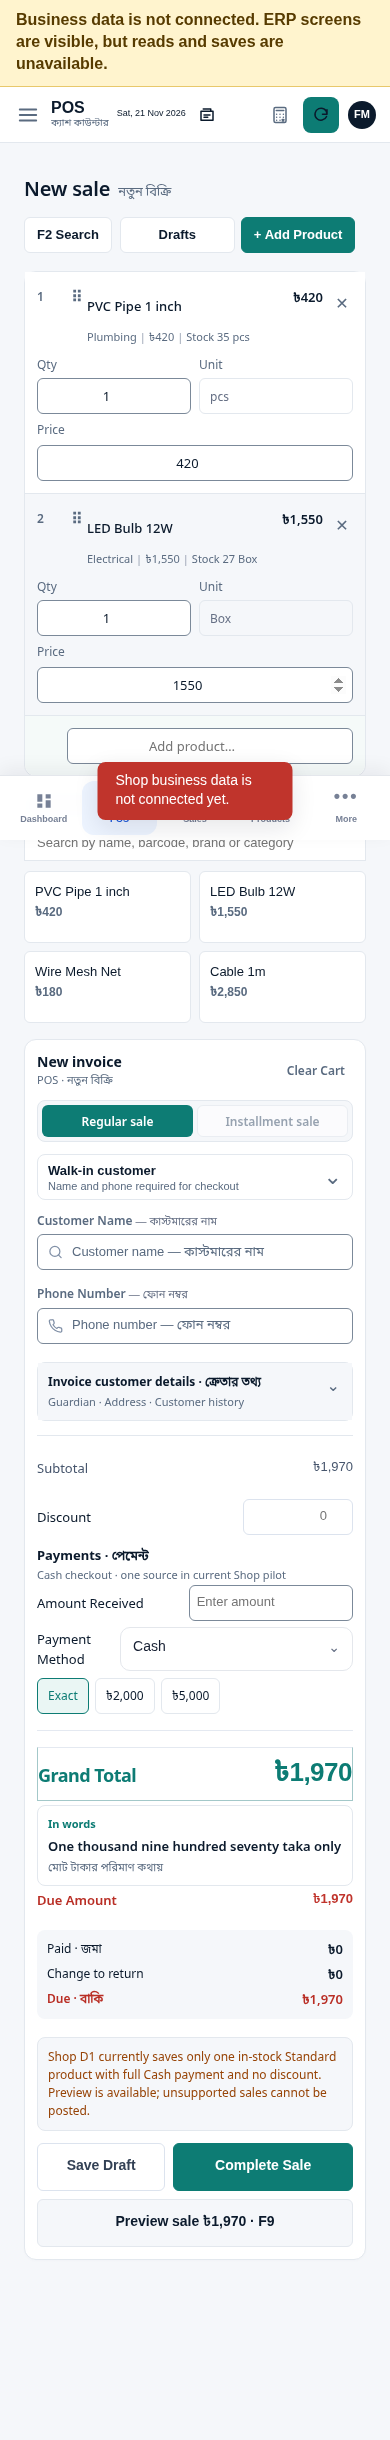 Business data is not connected. ERP screens
are visible, but reads and saves are
unavailable.
POS
ক্যাশ কাউন্টার
Sat, 21 Nov 2026
FM
New sale নতুন বিক্রি
F2 Search
Drafts
+ Add Product
1
PVC Pipe 1 inch
৳420
Plumbing | ৳420 | Stock 35 pcs
Qty
Unit
1
pcs
Price
420
2
LED Bulb 12W
৳1,550
Electrical | ৳1,550 | Stock 27 Box
Qty
Unit
1
Box
Price
1550
Add product...
Shop business data is
not connected yet.
Dashboard
More
Search by name, barcode, brand or category
PVC Pipe 1 inch
৳420
LED Bulb 12W
৳1,550
Wire Mesh Net
৳180
Cable 1m
৳2,850
New invoice
POS · নতুন বিক্রি
Clear Cart
Regular sale
Installment sale
Walk-in customer
Name and phone required for checkout
Customer Name — কাস্টমারের নাম
Customer name — কাস্টমারের নাম
Phone Number — ফোন নম্বর
Phone number — ফোন নম্বর
Invoice customer details · ক্রেতার তথ্য
Guardian · Address · Customer history
Subtotal
৳1,970
Discount
0
Payments · পেমেন্ট
Cash checkout · one source in current Shop pilot
Amount Received
Enter amount
Payment
Method
Cash
Exact
৳2,000
৳5,000
Grand Total
৳1,970
In words
One thousand nine hundred seventy taka only
মোট টাকার পরিমাণ কথায়
Due Amount
৳1,970
Paid · জমা
৳0
Change to return
৳0
Due · বাকি
৳1,970
Shop D1 currently saves only one in-stock Standard
product with full Cash payment and no discount.
Preview is available; unsupported sales cannot be
posted.
Save Draft
Complete Sale
Preview sale ৳1,970 · F9